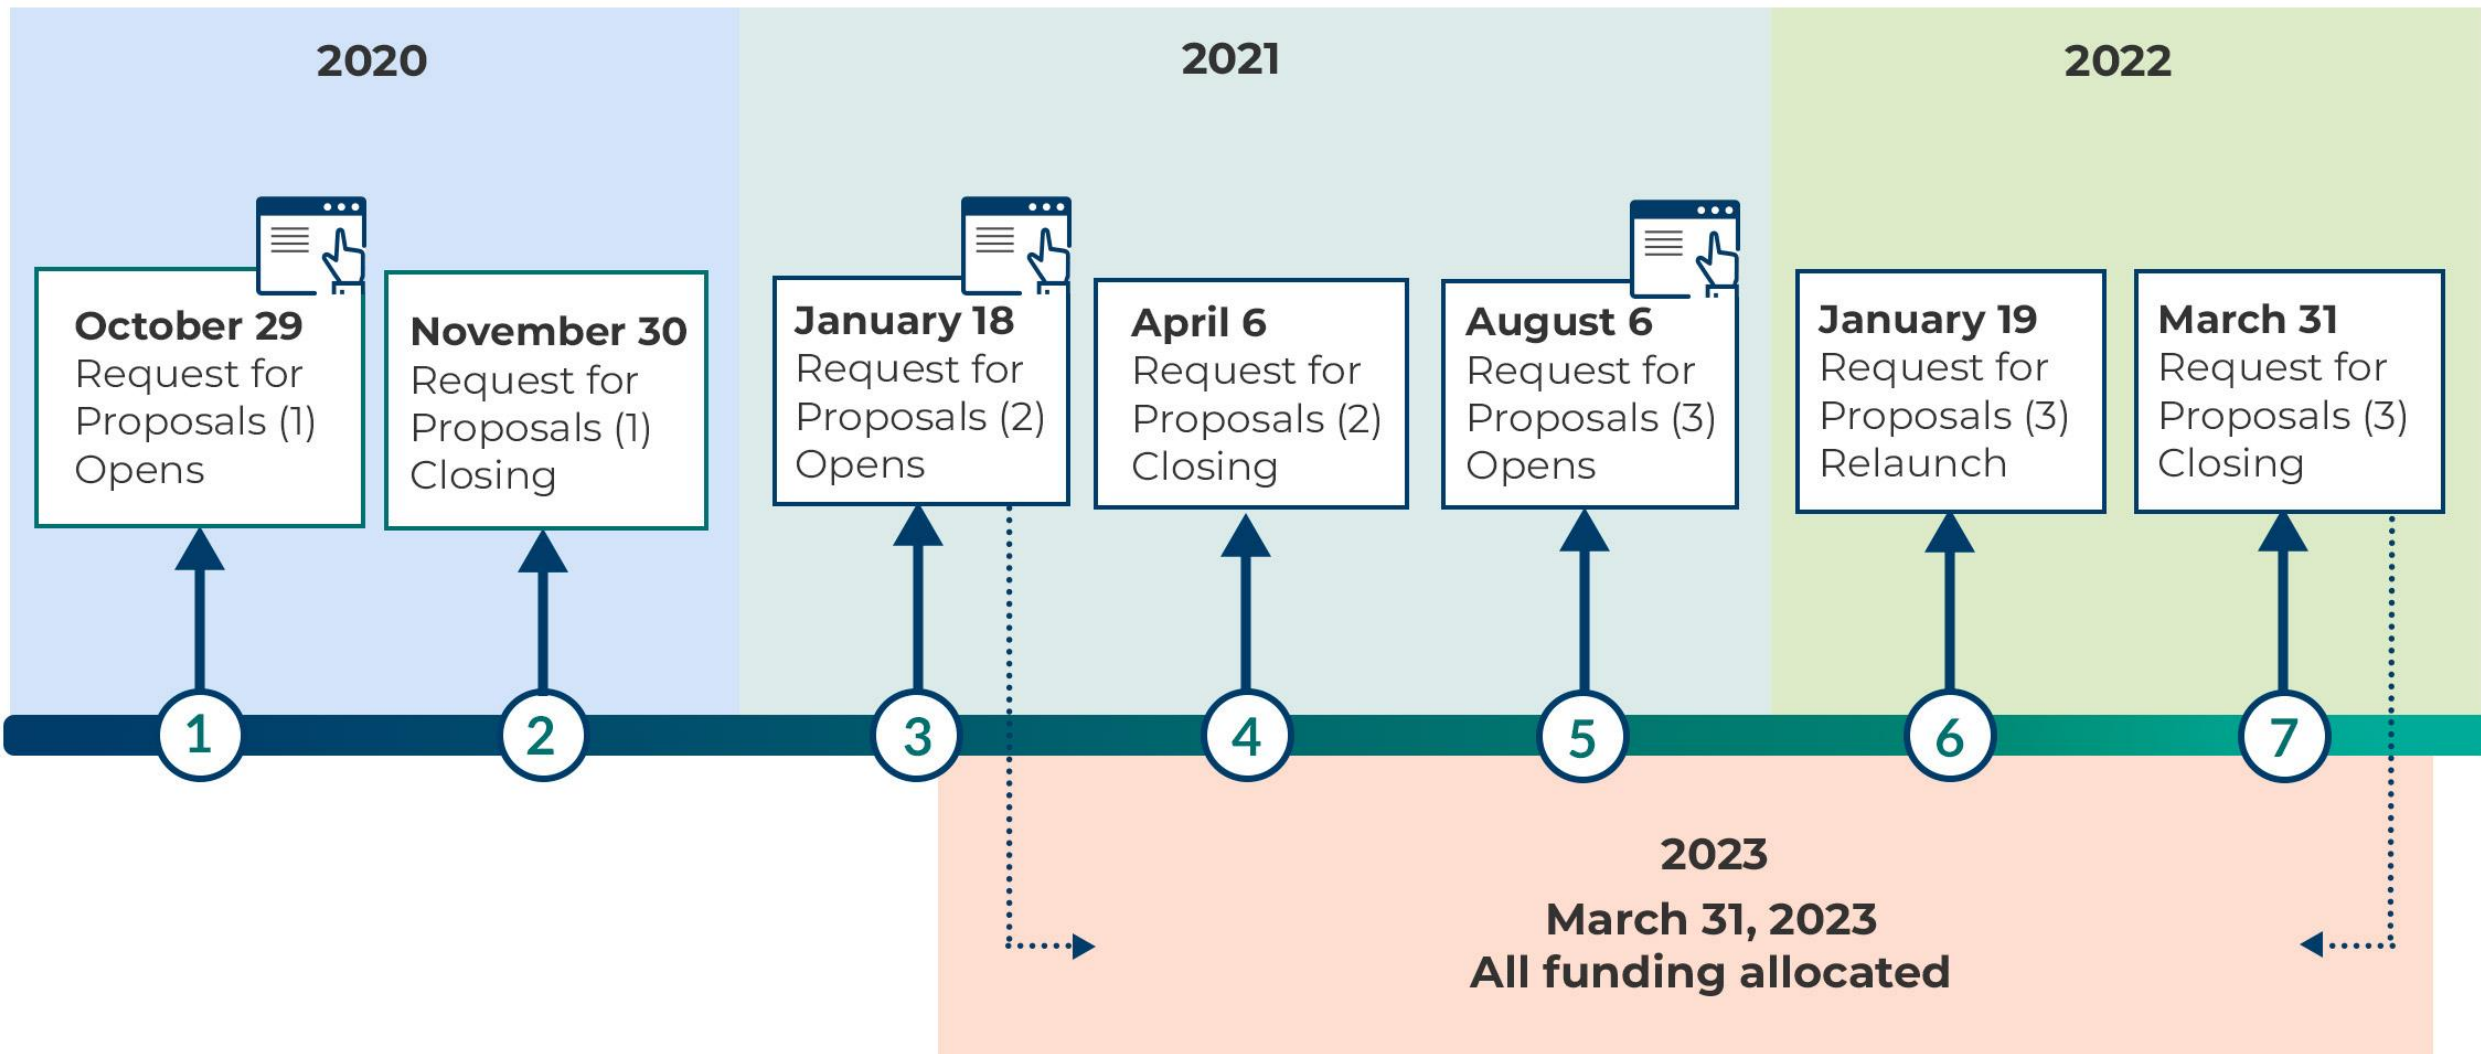 2020
2021
2022
October 29
Request for
Proposals (1)
Opens
November 30
Request for
Proposals (1)
Closing
January 18
Request for
Proposals (2)
Opens
April 6
Request for
Proposals (2)
Closing
August 6
Request for
Proposals (3)
Opens
January 19
Request for
Proposals (3)
Relaunch
March 31
Request for
Proposals (3)
Closing
1
2
3
4
5
6
7
2023
March 31, 2023
All funding allocated